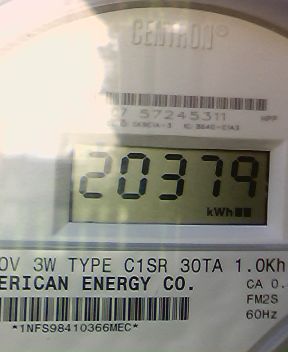 CENTRON®
57245311
20379
kWh
0V 3W TYPE C1SR 30TA 1.0Kh
ERICAN ENERGY CO.
CA 0.
FM2S
*1NFS98410366MEC*
60Hz